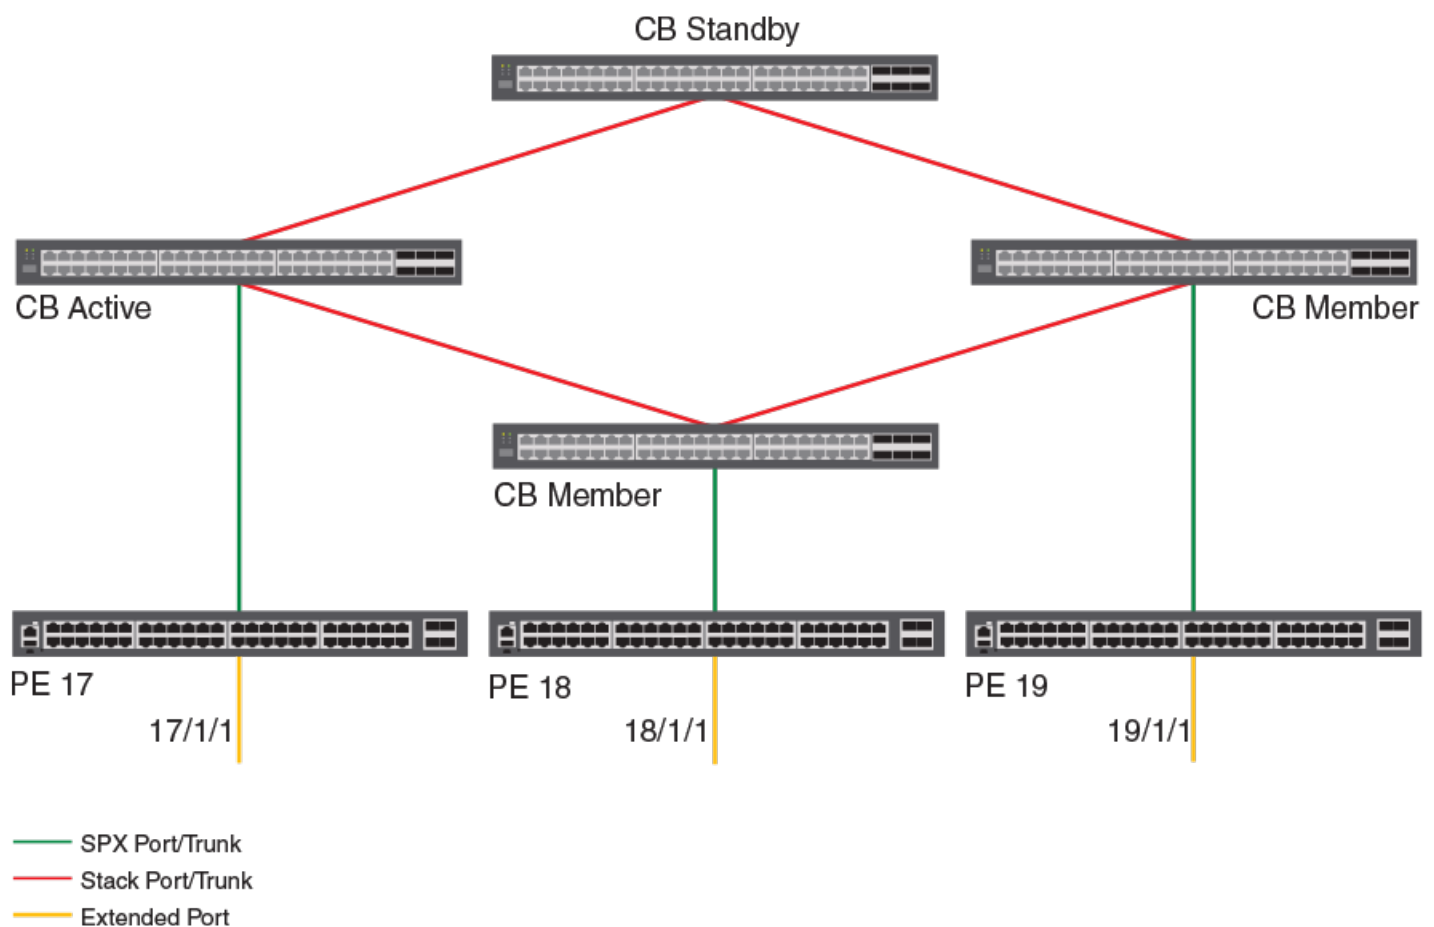 CB Standby
CB Active
CB Member
CB Member
PE 17
PE 18
PE 19
17/1/1
18/1/1
19/1/1
SPX Port/Trunk
Stack Port/Trunk
Extended Port